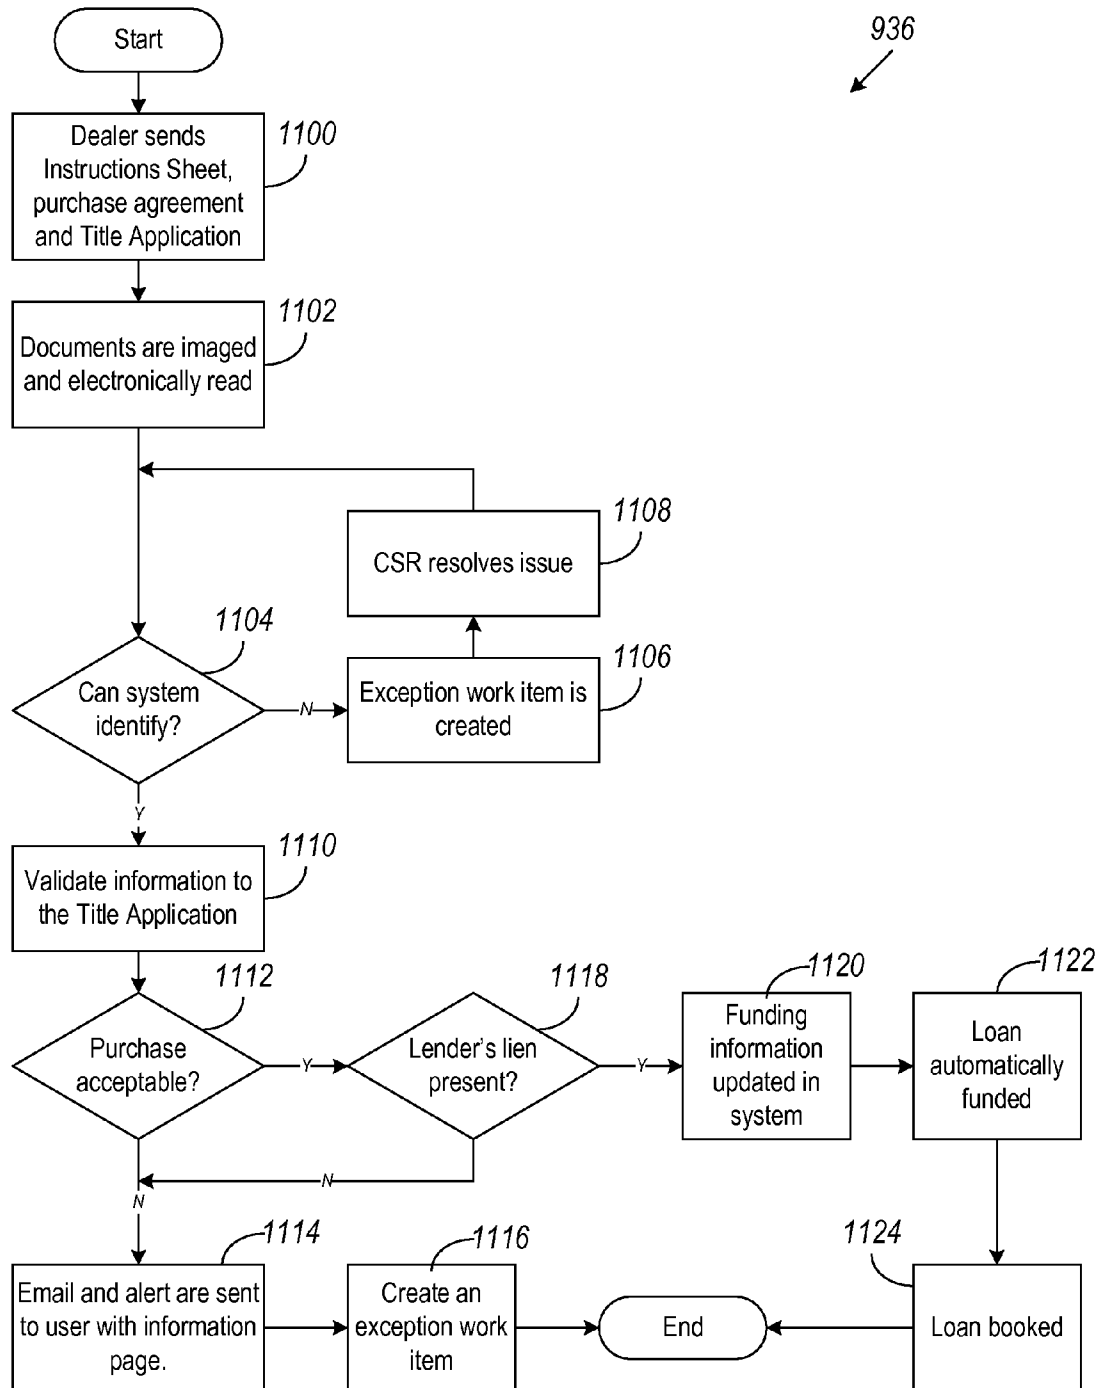 Start
936
Dealer sends
Instructions Sheet,
purchase agreement
and Title Application
1100
Documents are imaged
and electronically read
1102
CSR resolves issue
1108
Can system
identify?
1104
N
Exception work item is
created
1106
Y
Validate information to
the Title Application
1110
Purchase
acceptable?
1112
Y
Lender's lien
present?
1118
Y
Funding
information
updated in
system
1120
Loan
automatically
funded
1122
N
N
Email and alert are sent
to user with information
page.
1114
Create an
exception work
item
1116
End
Loan booked
1124